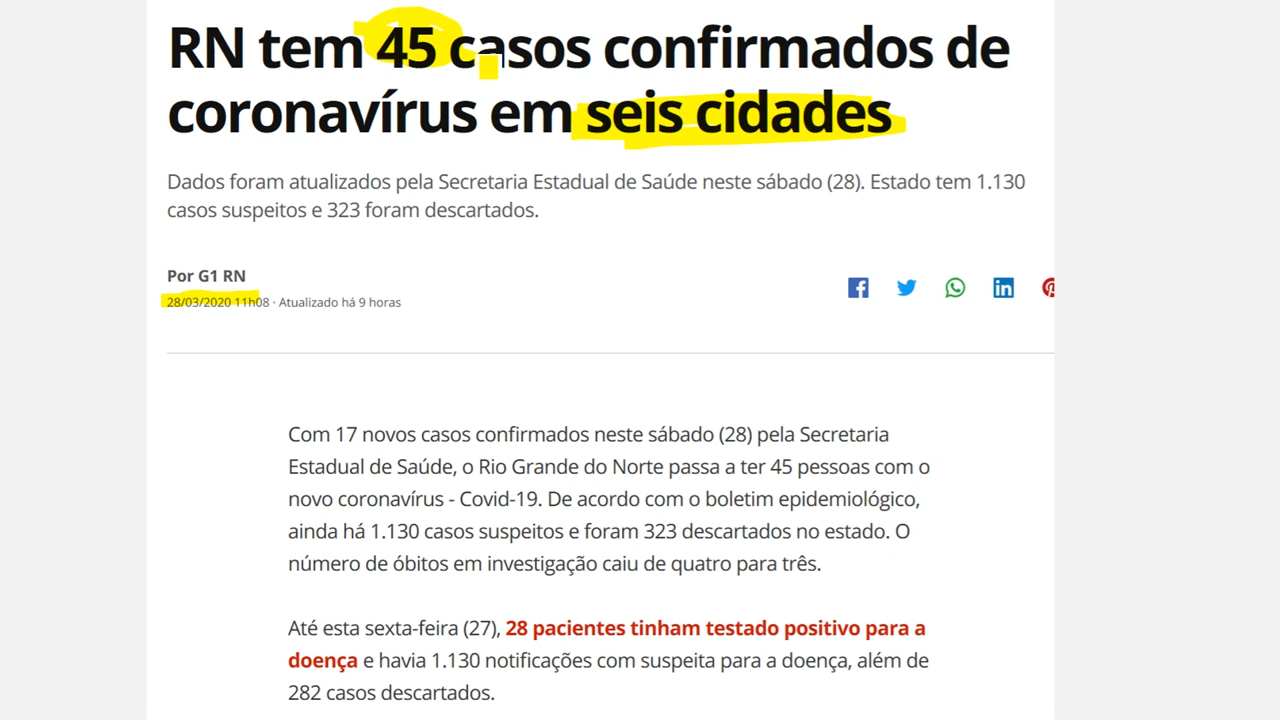 RN tem 45 casos confirmados de
coronavírus em seis cidades
Dados foram atualizados pela Secretaria Estadual de Saúde neste sábado (28). Estado tem 1.130
casos suspeitos e 323 foram descartados.
Por G1 RN
28/03/2020 11h08 · Atualizado há 9 horas
Com 17 novos casos confirmados neste sábado (28) pela Secretaria
Estadual de Saúde, o Rio Grande do Norte passa a ter 45 pessoas com o
novo coronavírus - Covid-19. De acordo com o boletim epidemiológico,
ainda há 1.130 casos suspeitos e foram 323 descartados no estado. O
número de óbitos em investigação caiu de quatro para três.
Até esta sexta-feira (27), 28 pacientes tinham testado positivo para a
doença e havia 1.130 notificações com suspeita para a doença, além de
282 casos descartados.